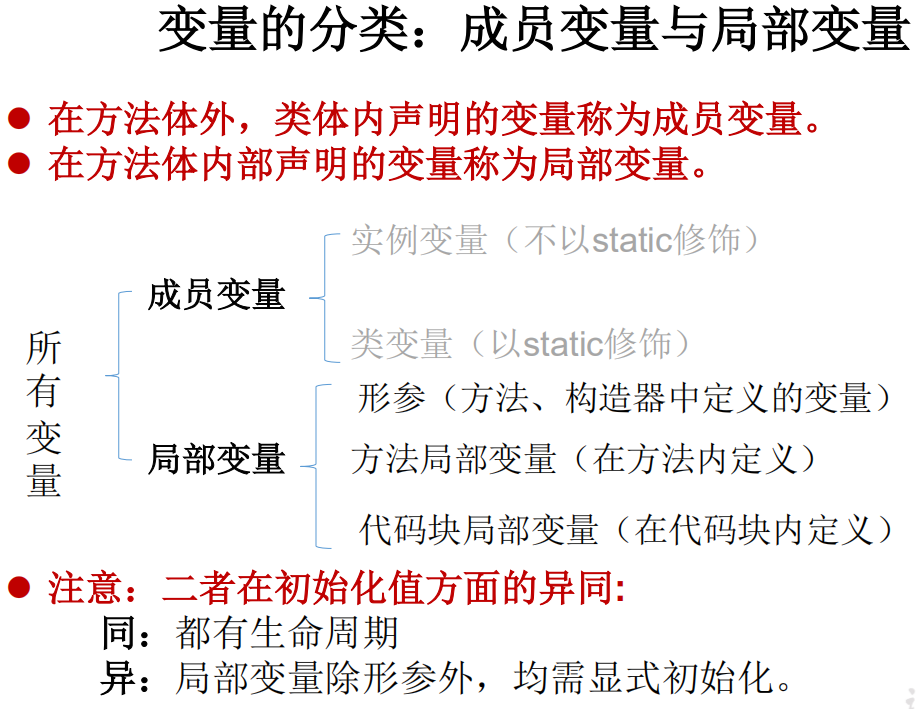 变量的分类：成员变量与局部变量
● 在方法体外，类体内声明的变量称为成员变量。
● 在方法体内部声明的变量称为局部变量。
所有变量
成员变量
实例变量（不以static修饰）
类变量（以static修饰）
局部变量
形参（方法、构造器中定义的变量）
方法局部变量（在方法内定义）
代码块局部变量（在代码块内定义）
● 注意：二者在初始化值方面的异同:
同：都有生命周期
异：局部变量除形参外，均需显式初始化。